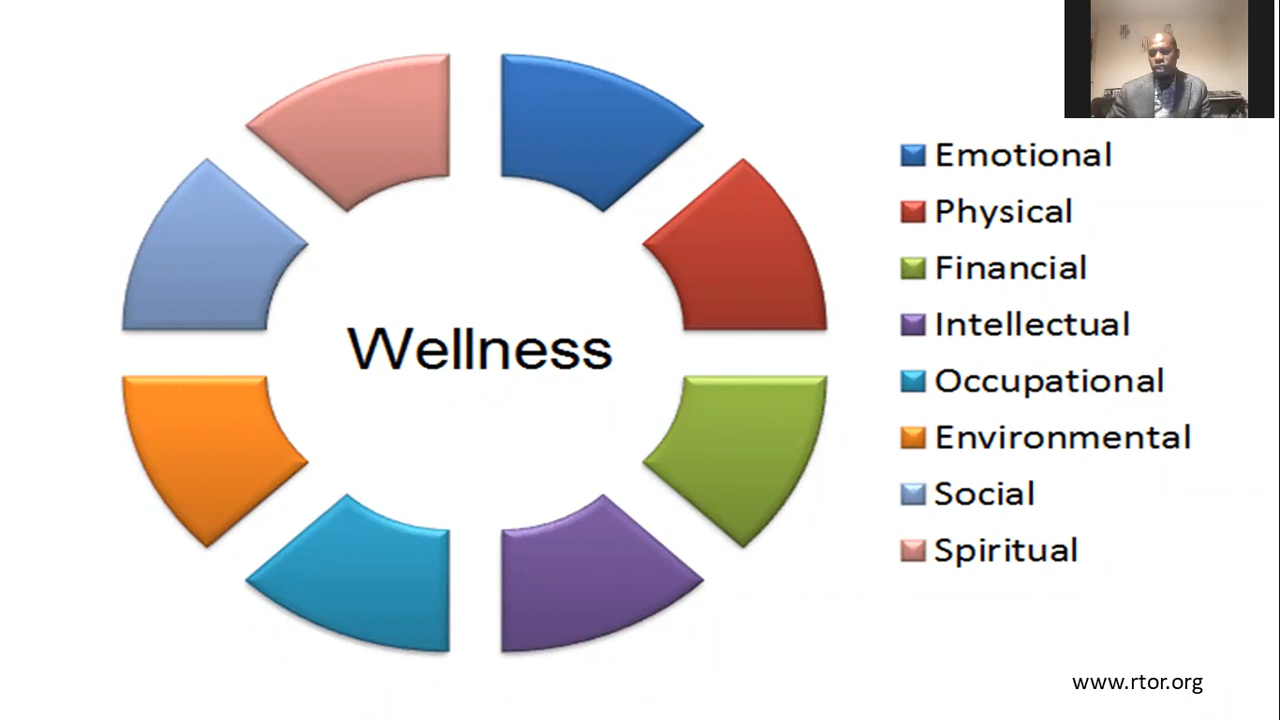 Wellness
Emotional
Physical
Financial
Intellectual
Occupational
Environmental
Social
Spiritual
www.rtor.org